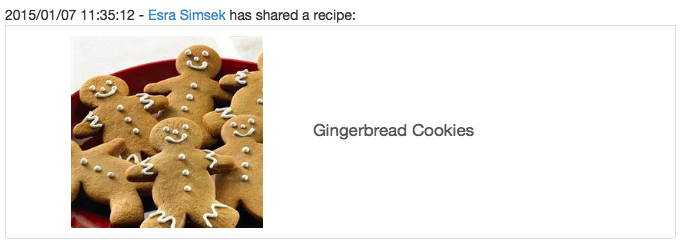 2015/01/07 11:35:12 - Esra Simsek has shared a recipe:
Gingerbread Cookies